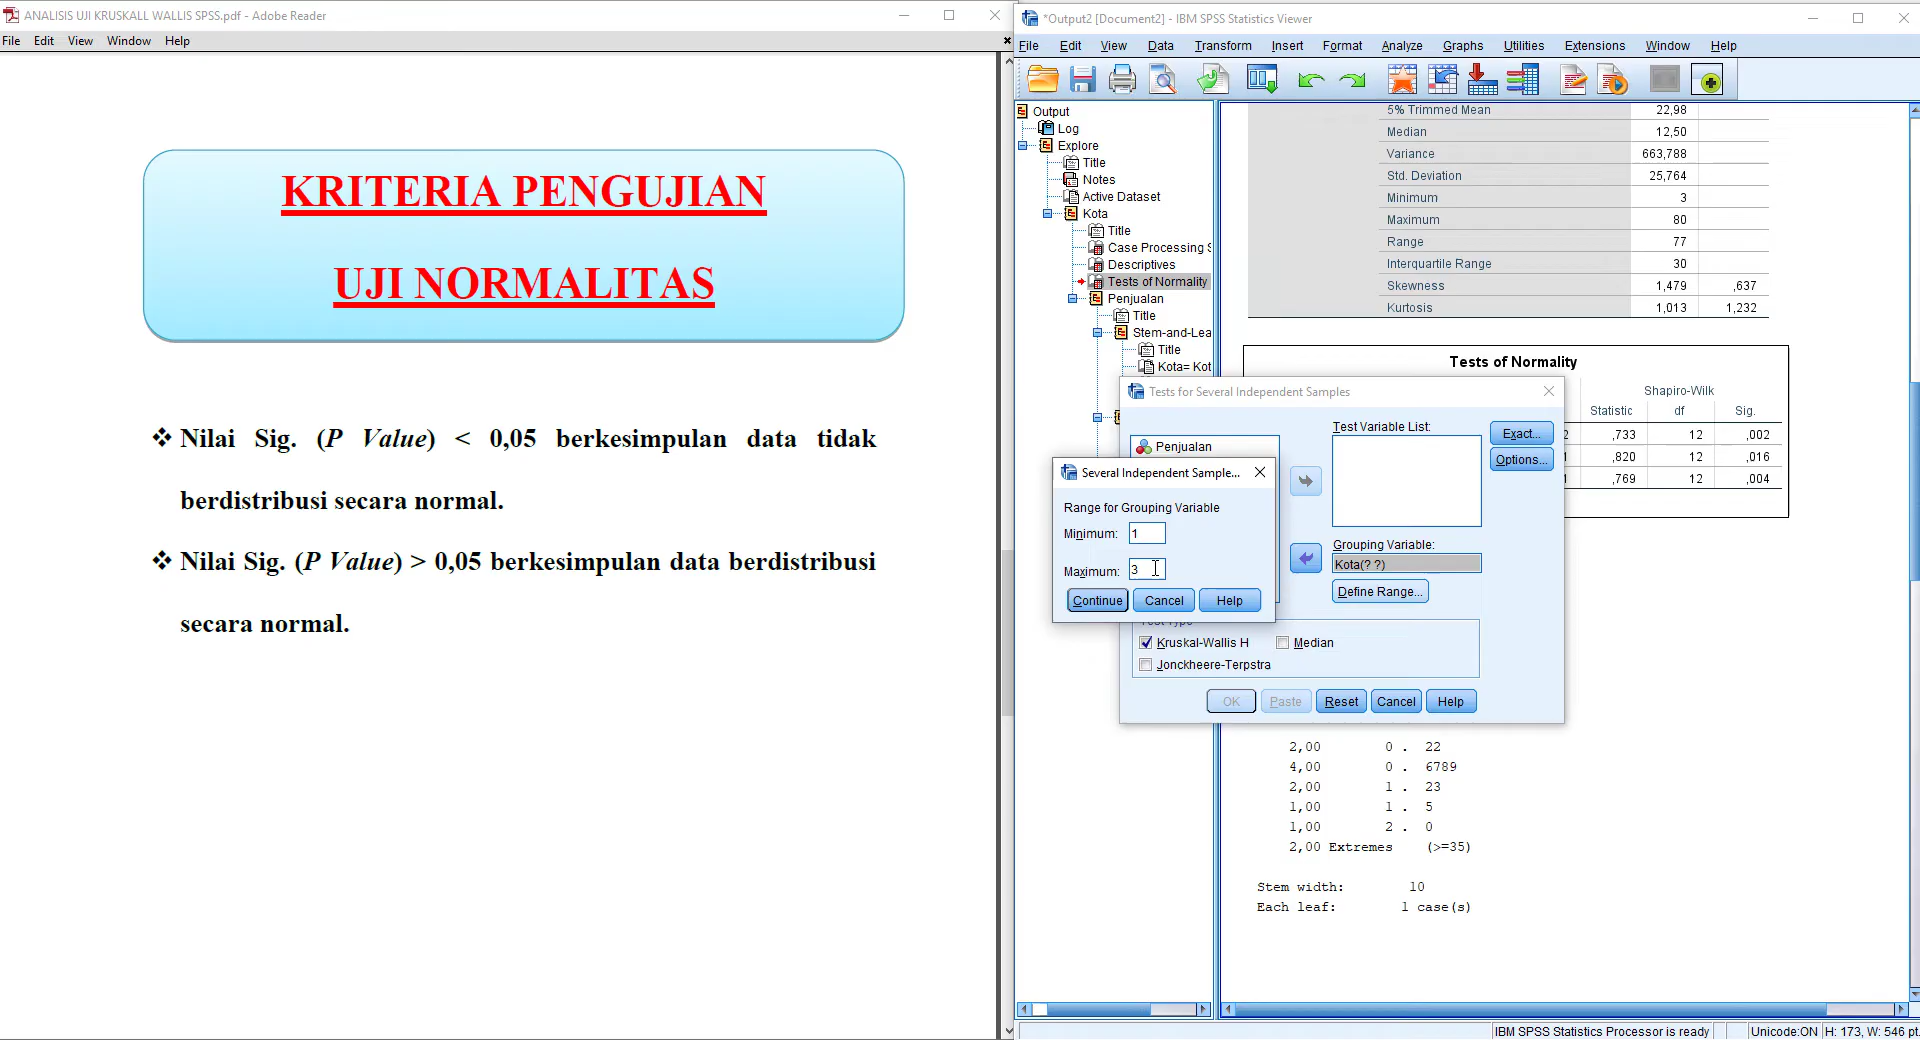 ANALISIS UJI KRUSKALL WALLIS SPSS.pdf - Adobe Reader
File Edit View Window Help
KRITERIA PENGUJIAN
UJI NORMALITAS
❖ Nilai Sig. (P Value) < 0,05 berkesimpulan data tidak
berdistribusi secara normal.
❖ Nilai Sig. (P Value) > 0,05 berkesimpulan data berdistribusi
secara normal.
*Output2 [Document2] - IBM SPSS Statistics Viewer
File Edit View Data Transform Insert Format Analyze Graphs Utilities Extensions Window Help
Output
Log
Explore
Title
Notes
Active Dataset
Kota
Title
Case Processing S
Descriptives
Tests of Normality
Penjualan
Title
Stem-and-Lea
Title
Kota= Kot
5% Trimmed Mean 22,98
Median 12,50
Variance 663,788
Std. Deviation 25,764
Minimum 3
Maximum 80
Range 77
Interquartile Range 30
Skewness 1,479 ,637
Kurtosis 1,013 1,232
Tests of Normality
Shapiro-Wilk
Statistic df Sig.
,733 12 ,002
,820 12 ,016
,769 12 ,004
Tests for Several Independent Samples
Penjualan
Test Variable List:
Exact...
Options...
Grouping Variable:
Kota(? ?)
Define Range...
Several Independent Sample...
Range for Grouping Variable
Minimum: 1
Maximum: 3
Continue Cancel Help
Test Type
Kruskal-Wallis H Median
Jonckheere-Terpstra
OK Paste Reset Cancel Help
2,00 0 . 22
4,00 0 . 6789
2,00 1 . 23
1,00 1 . 5
1,00 2 . 0
2,00 Extremes (>=35)
Stem width: 10
Each leaf: 1 case(s)
IBM SPSS Statistics Processor is ready Unicode:ON H: 173, W: 546 pt.